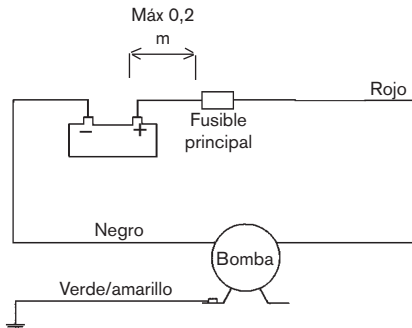 Máx 0,2
m
Rojo
Fusible
principal
Negro
Bomba
Verde/amarillo